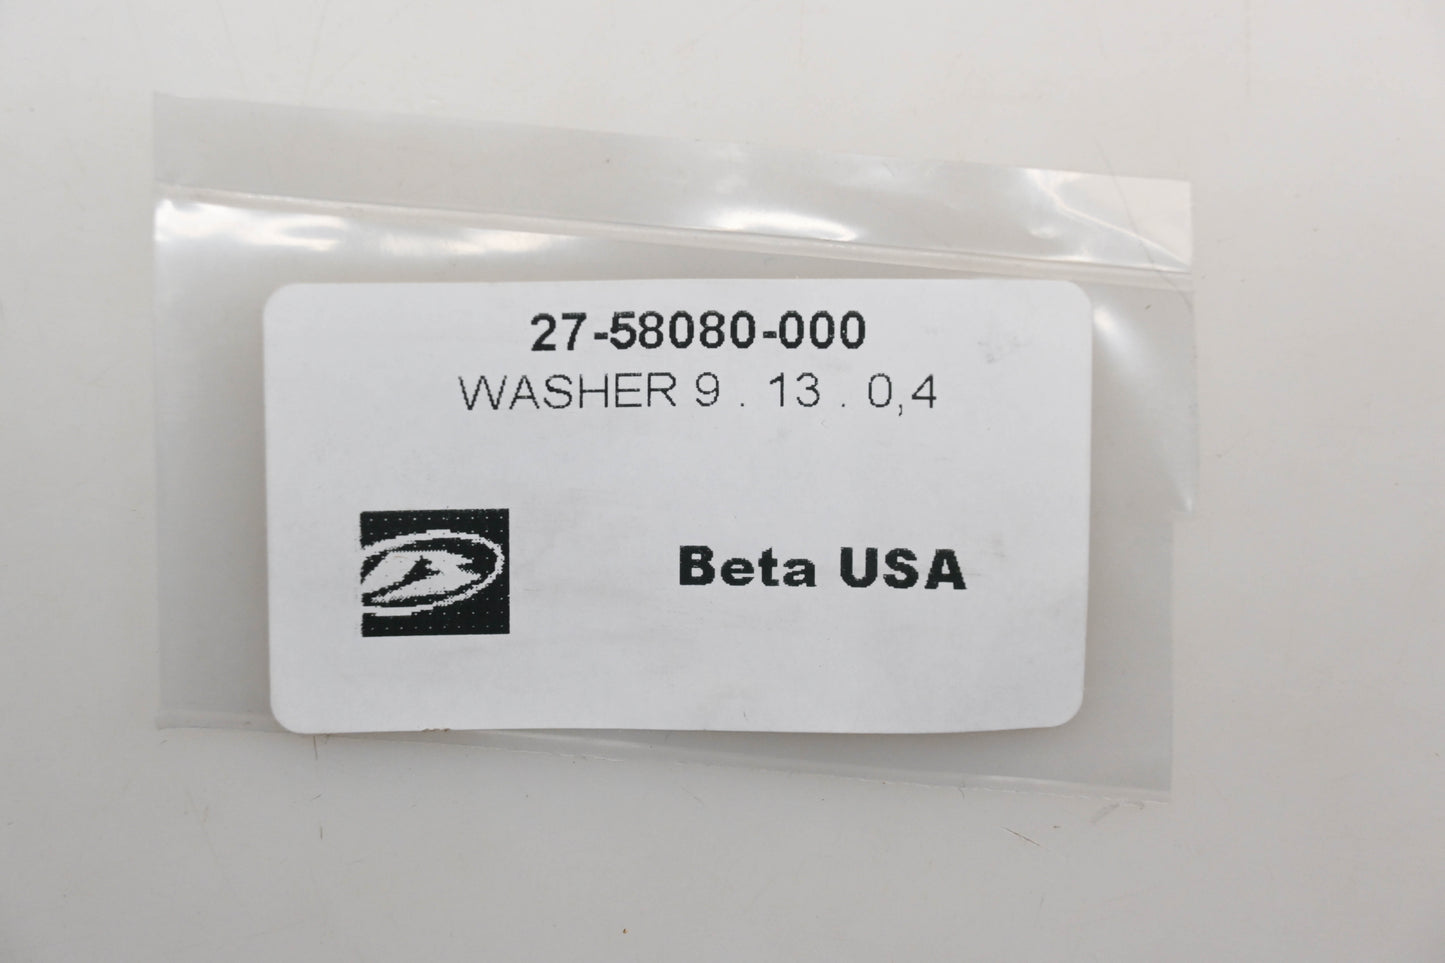 27-58080-000
WASHER 9 . 13 . 0,4
Beta USA